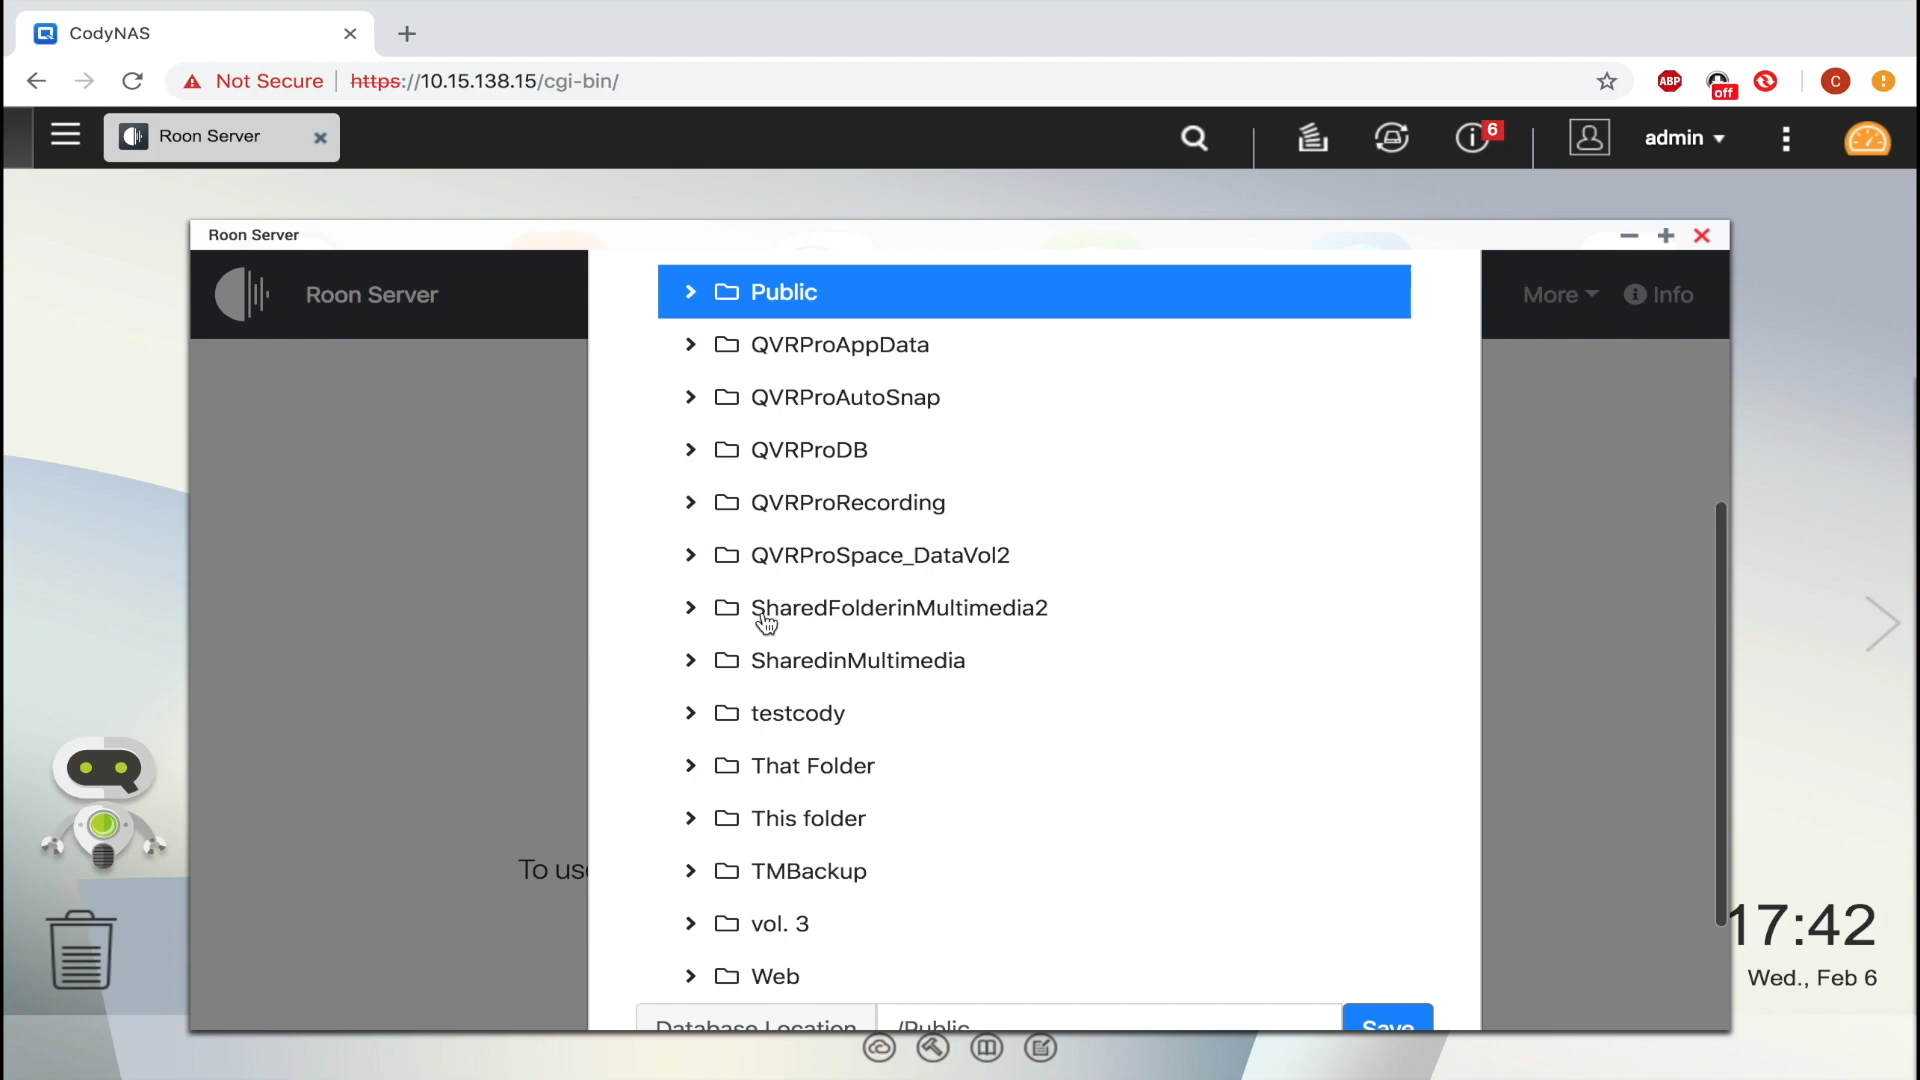 CodyNAS
Not Secure https://10.15.138.15/cgi-bin/
ABP
off
C
Roon Server
6
admin
Roon Server
Roon Server
More
Info
Public
QVRProAppData
QVRProAutoSnap
QVRProDB
QVRProRecording
QVRProSpace_DataVol2
SharedFolderinMultimedia2
SharedinMultimedia
testcody
That Folder
This folder
TMBackup
vol. 3
Web
To us
Database Location /Public Save
17:42
Wed., Feb 6